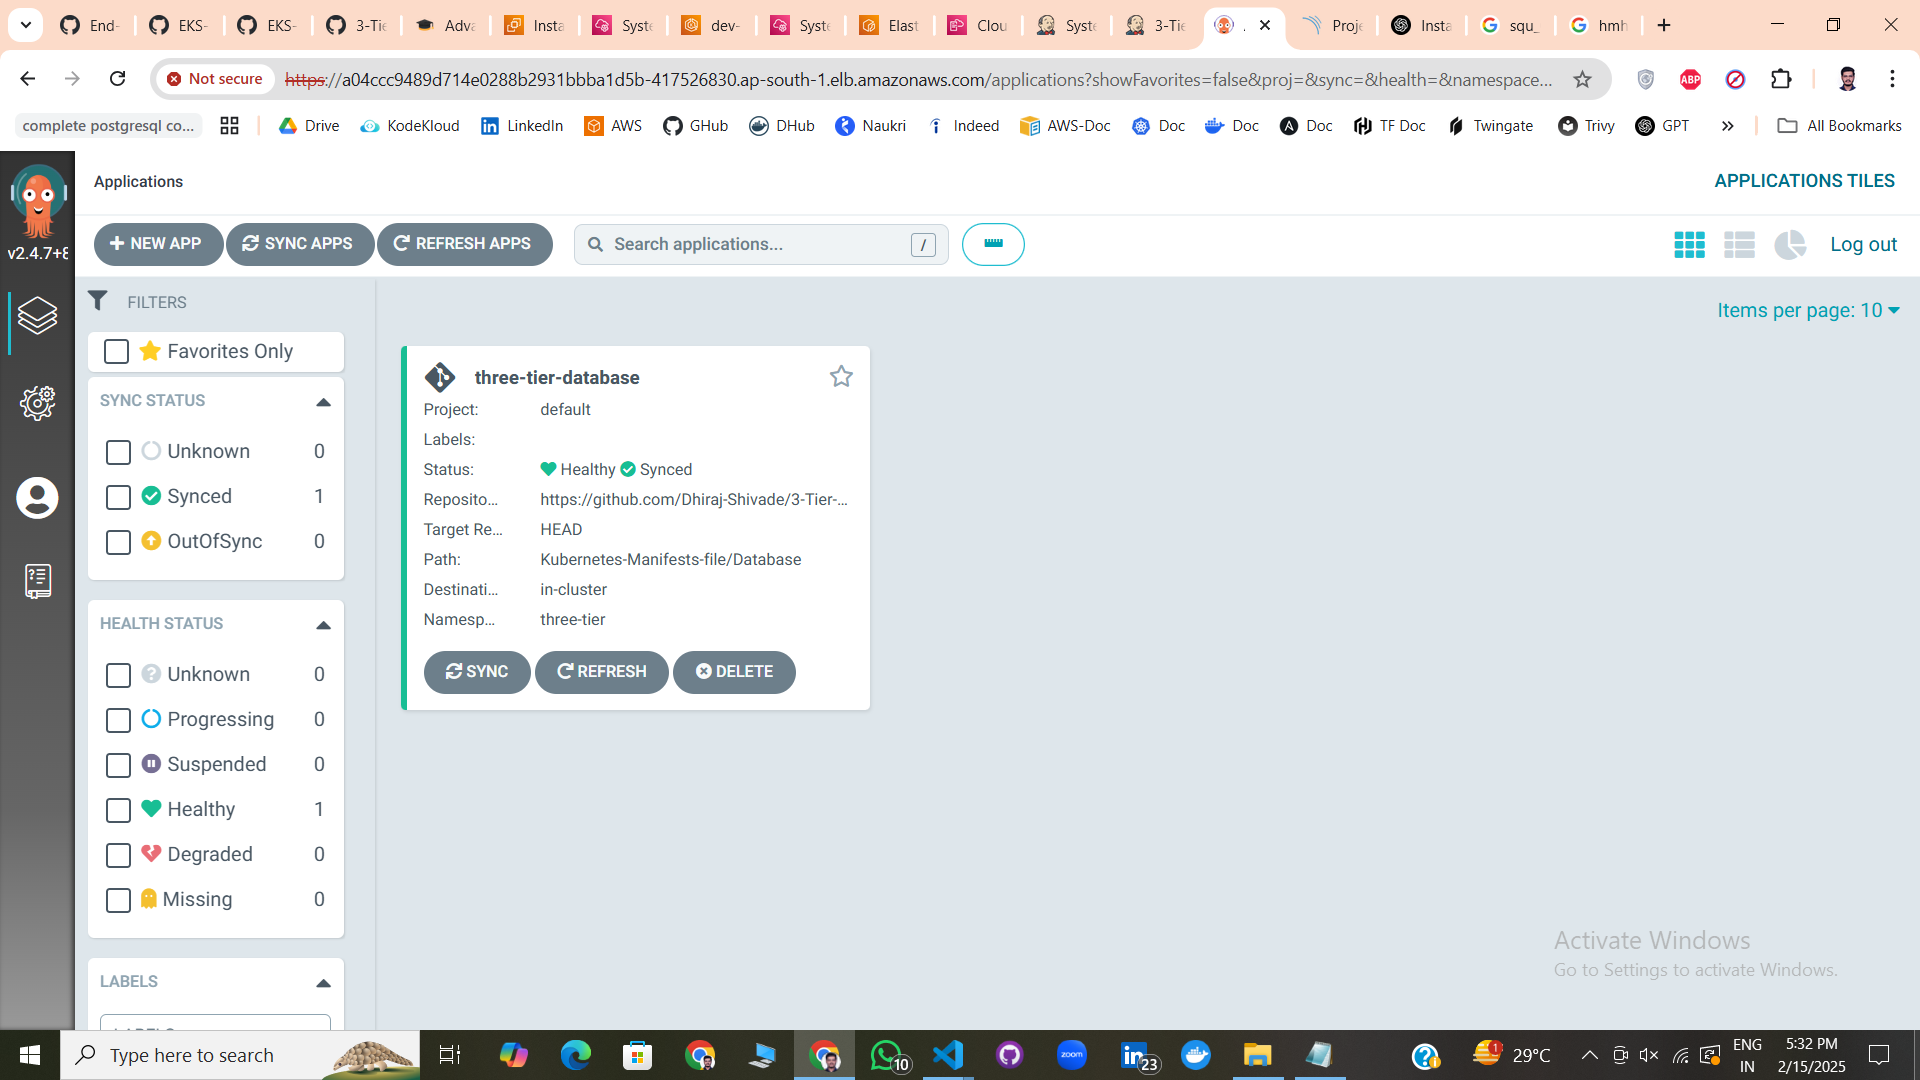 End-
EKS-
EKS-
3-Tie
Adva
Insta
Syste
dev-
Syste
Elast
Clou
Syste
3-Tie
Proje
Insta
squ_
hmh
Not secure
https://a04ccc9489d714e0288b2931bbba1d5b-417526830.ap-south-1.elb.amazonaws.com/applications?showFavorites=false&proj=&sync=&health=&namespace...
ABP
complete postgresql co...
Drive
KodeKloud
LinkedIn
AWS
GHub
DHub
Naukri
Indeed
AWS-Doc
Doc
Doc
Doc
TF Doc
Twingate
Trivy
GPT
All Bookmarks
Applications
APPLICATIONS TILES
v2.4.7+8
NEW APP
SYNC APPS
REFRESH APPS
Search applications...
/
Log out
FILTERS
Items per page: 10
Favorites Only
SYNC STATUS
Unknown 0
Synced 1
OutOfSync 0
HEALTH STATUS
Unknown 0
Progressing 0
Suspended 0
Healthy 1
Degraded 0
Missing 0
LABELS
LABELS
three-tier-database
Project: default
Labels:
Status: Healthy Synced
Reposito... https://github.com/Dhiraj-Shivade/3-Tier-...
Target Re... HEAD
Path: Kubernetes-Manifests-file/Database
Destinati... in-cluster
Namesp... three-tier
SYNC
REFRESH
DELETE
Activate Windows
Go to Settings to activate Windows.
Type here to search
zoom
10
23
1
29°C
ENG
IN
5:32 PM
2/15/2025